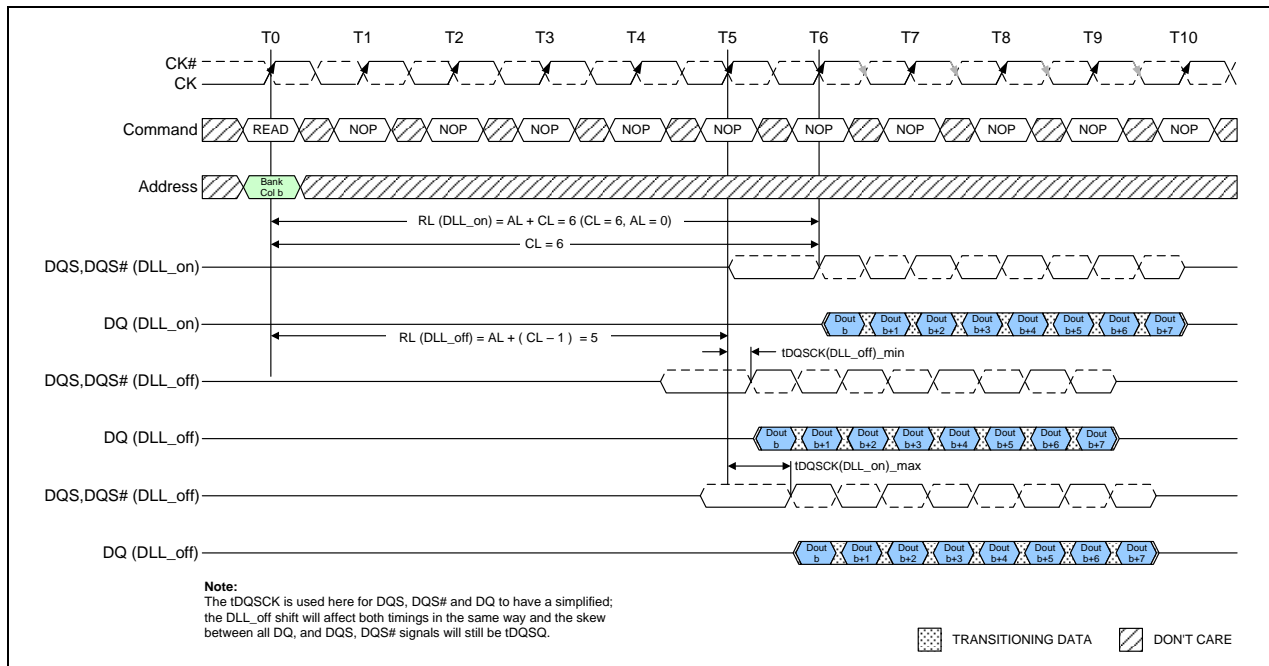 T0 T1 T2 T3 T4 T5 T6 T7 T8 T9 T10
CK#
CK
Command READ NOP NOP NOP NOP NOP NOP NOP NOP NOP NOP
Address Bank
Col b
RL (DLL_on) = AL + CL = 6 (CL = 6, AL = 0)
CL = 6
DQS,DQS# (DLL_on)
DQ (DLL_on) Dout Dout Dout Dout Dout Dout Dout Dout
b b+1 b+2 b+3 b+4 b+5 b+6 b+7
RL (DLL_off) = AL + ( CL – 1 ) = 5
tDQSCK(DLL_off)_min
DQS,DQS# (DLL_off)
DQ (DLL_off) Dout Dout Dout Dout Dout Dout Dout Dout
b b+1 b+2 b+3 b+4 b+5 b+6 b+7
tDQSCK(DLL_on)_max
DQS,DQS# (DLL_off)
DQ (DLL_off) Dout Dout Dout Dout Dout Dout Dout Dout
b b+1 b+2 b+3 b+4 b+5 b+6 b+7
Note:
The tDQSCK is used here for DQS, DQS# and DQ to have a simplified;
the DLL_off shift will affect both timings in the same way and the skew
between all DQ, and DQS, DQS# signals will still be tDQSQ.
TRANSITIONING DATA DON'T CARE